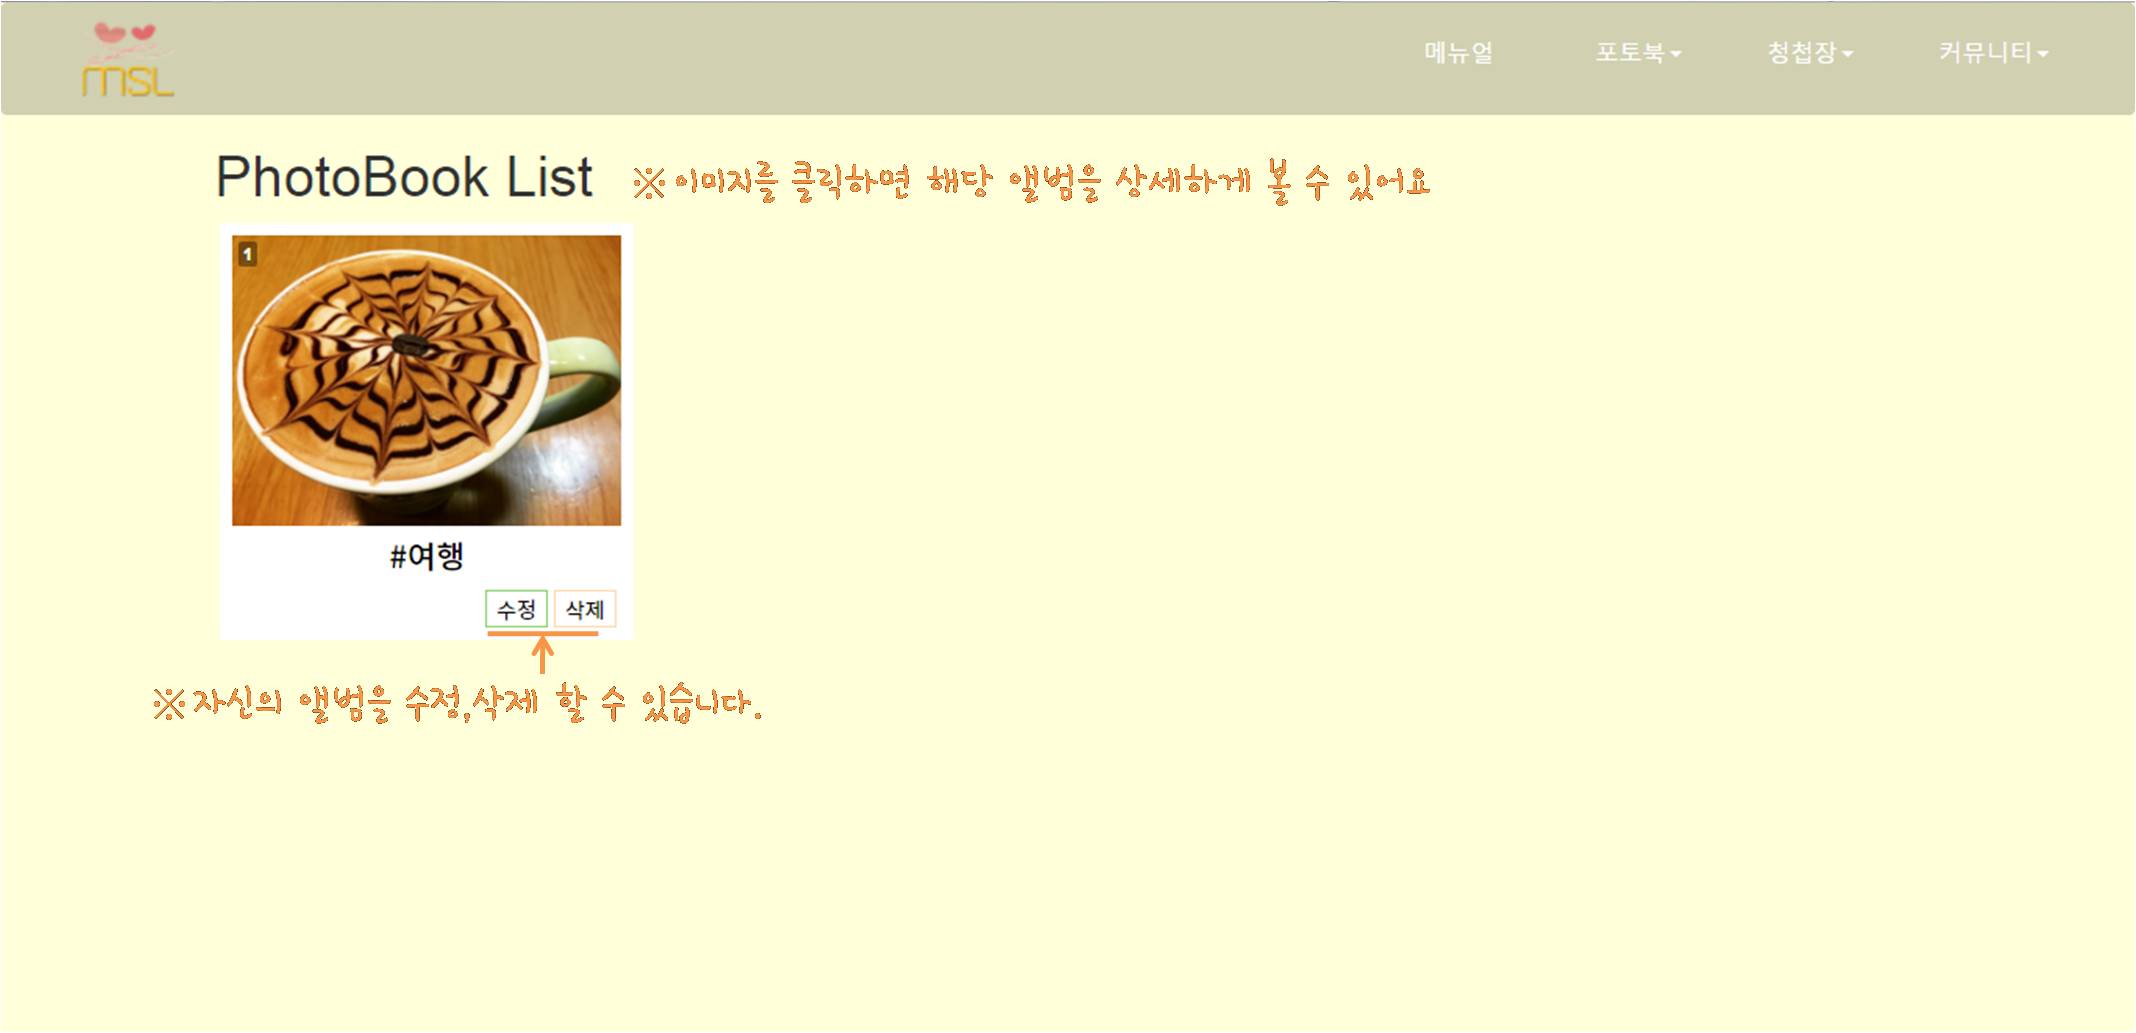 MSL
메뉴얼 포토북 청첩장 커뮤니티
PhotoBook List ※이미지를 클릭하면 해당 앨범을 상세하게 볼 수 있어요
1
#여행
수정 삭제
※자신의 앨범을 수정,삭제 할 수 있습니다.